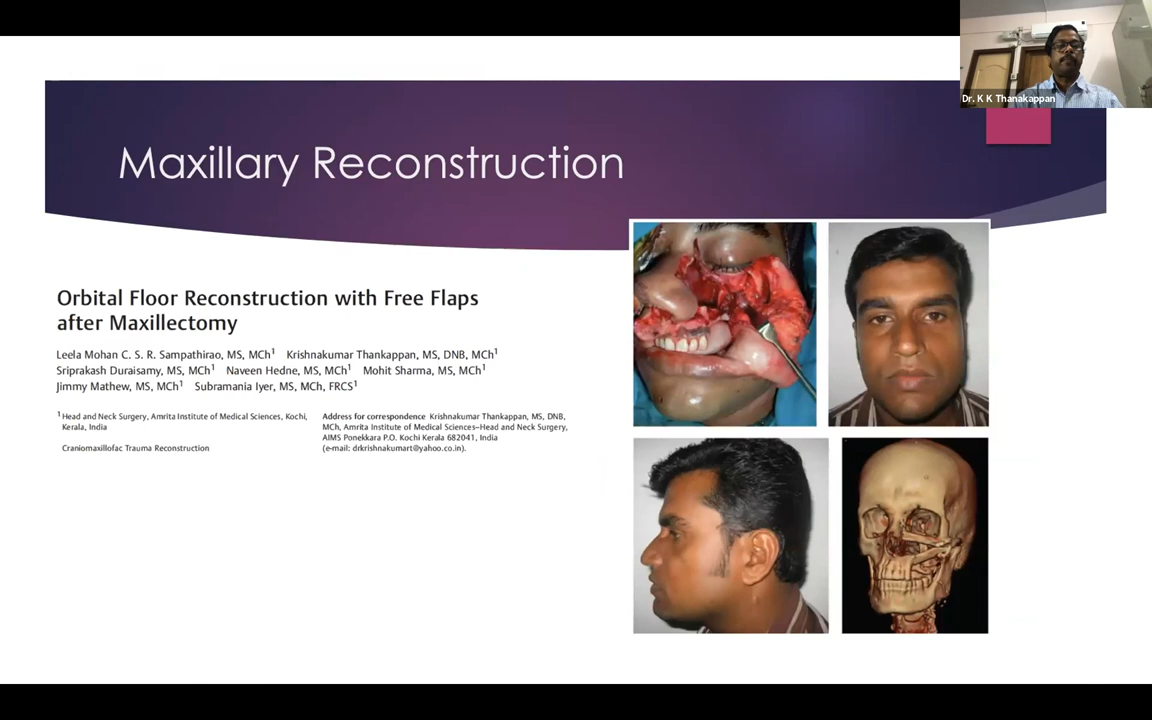 Dr. K K Thanakappan
Maxillary Reconstruction
Orbital Floor Reconstruction with Free Flaps
after Maxillectomy
Leela Mohan C. S. R. Sampathirao, MS, MCh1 Krishnakumar Thankappan, MS, DNB, MCh1
Sriprakash Duraisamy, MS, MCh1 Naveen Hedne, MS, MCh1 Mohit Sharma, MS, MCh1
Jimmy Mathew, MS, MCh1 Subramania Iyer, MS, MCh, FRCS1
1 Head and Neck Surgery, Amrita Institute of Medical Sciences, Kochi,
Kerala, India
Craniomaxillofac Trauma Reconstruction
Address for correspondence Krishnakumar Thankappan, MS, DNB,
MCh, Amrita Institute of Medical Sciences–Head and Neck Surgery,
AIMS Ponekkara P.O. Kochi Kerala 682041, India
(e-mail: drkrishnakumart@yahoo.co.in).